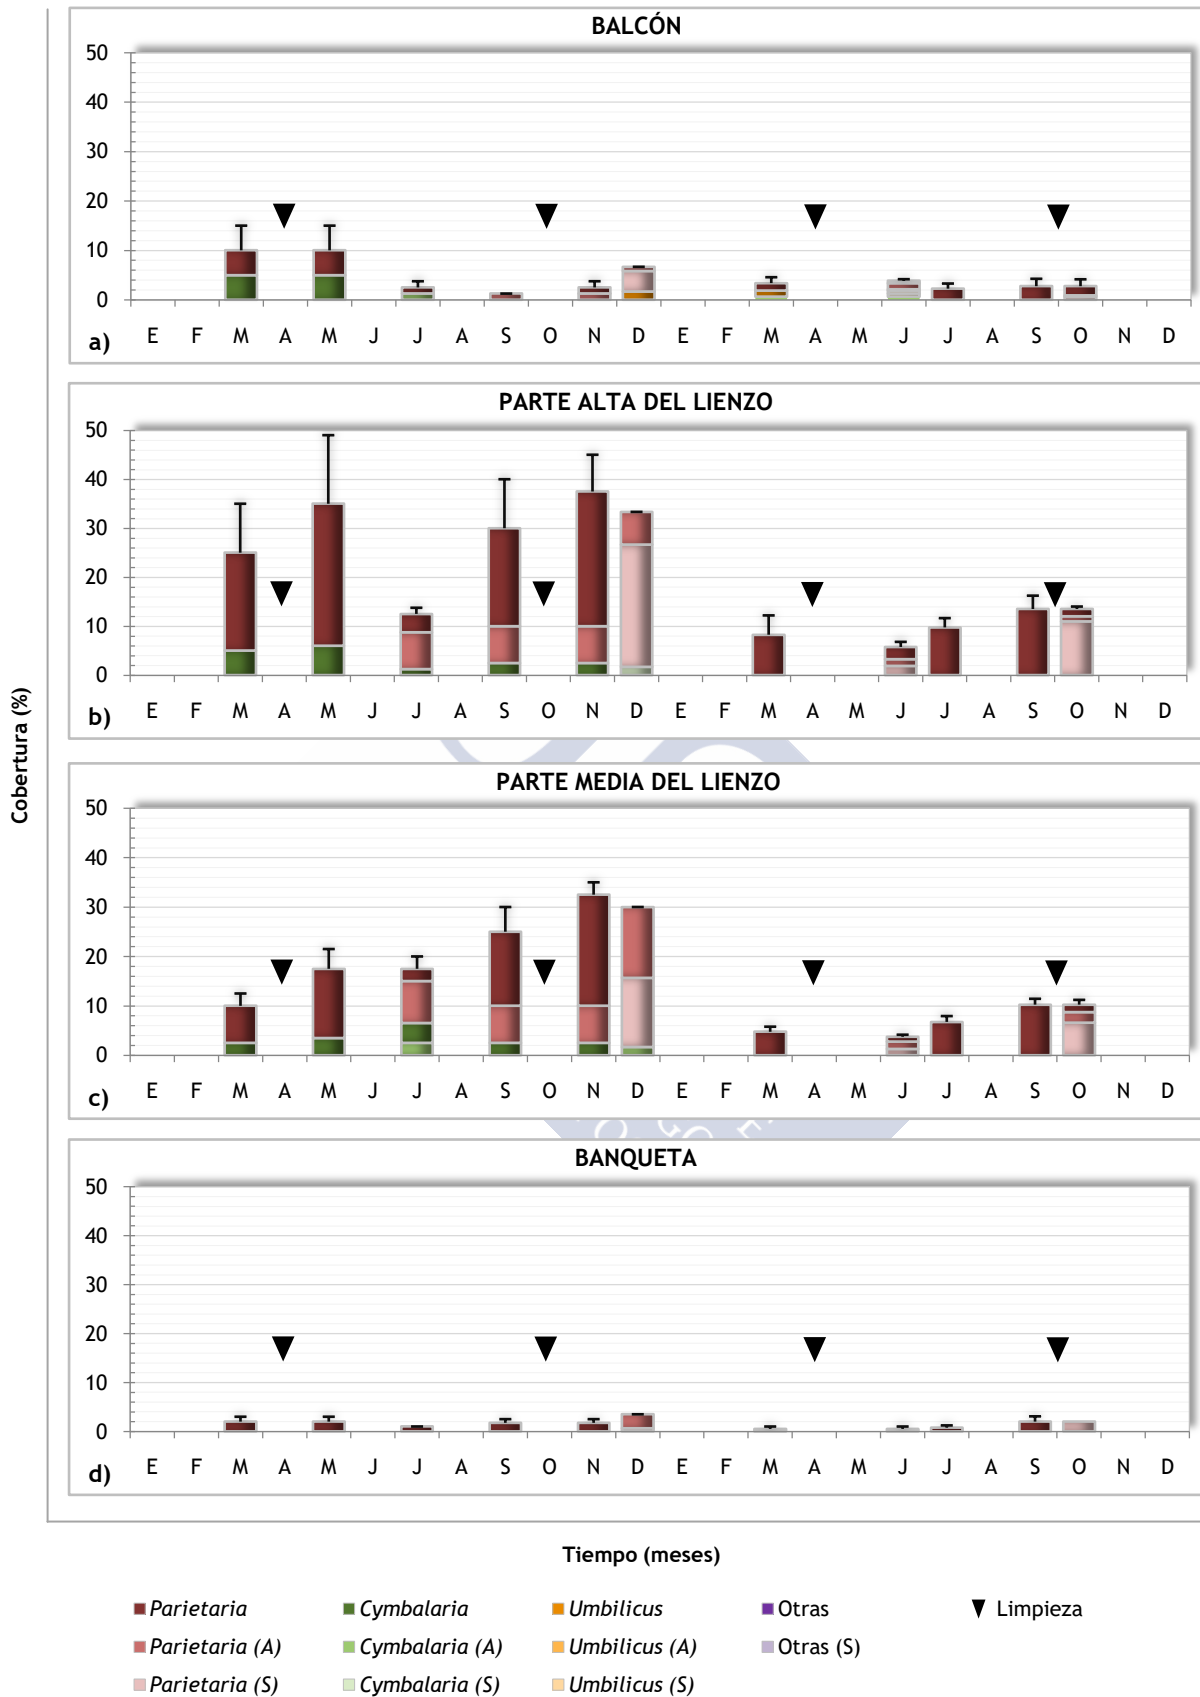 BALCÓN
50
40
30
20
10
0
E F M A M J J A S O N D E F M A M J J A S O N D
a)
PARTE ALTA DEL LIENZO
50
40
30
20
10
0
E F M A M J J A S O N D E F M A M J J A S O N D
b)
Cobertura (%)
PARTE MEDIA DEL LIENZO
50
40
30
20
10
0
E F M A M J J A S O N D E F M A M J J A S O N D
c)
BANQUETA
50
40
30
20
10
0
E F M A M J J A S O N D E F M A M J J A S O N D
d)
Tiempo (meses)
Parietaria Cymbalaria Umbilicus Otras Limpieza
Parietaria (A) Cymbalaria (A) Umbilicus (A) Otras (S)
Parietaria (S) Cymbalaria (S) Umbilicus (S)